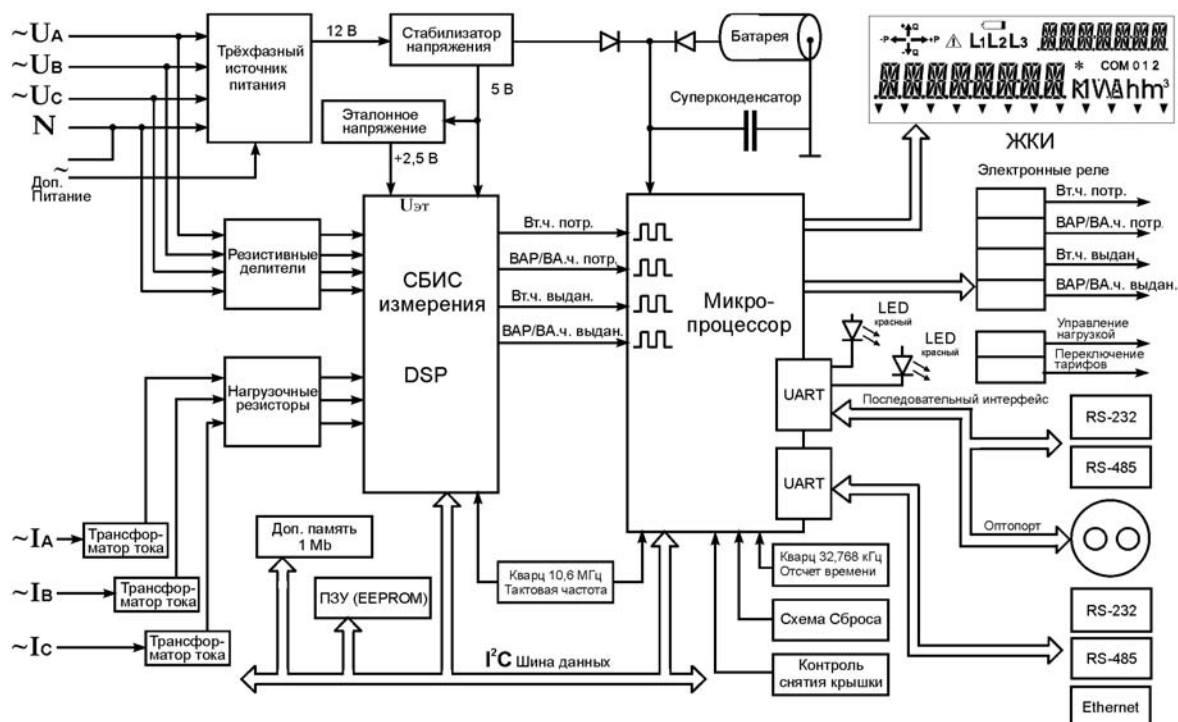 ~UA
~UB
~UC
N
~
Доп.
Питание
Трёхфазный
источник
питания
12 В
Стабилизатор
напряжения
5 В
Эталонное
напряжение
+2,5 В
Батарея
Суперконденсатор
-P +Q +P -Q
L1L2L3
* COM 0 1 2
ЖКИ
Электронные реле
Вт.ч. потр.
ВАР/ВА.ч. потр.
Вт.ч выдан.
ВАР/ВА.ч выдан.
Управление
нагрузкой
Переключение
тарифов
Резистивные
делители
Uэт
СБИС
измерения
DSP
Вт.ч. потр.
ВАР/ВА.ч. потр.
Вт.ч. выдан.
ВАР/ВА.ч. выдан.
Микро-
процессор
LED
красный
LED
красный
UART
UART
Последовательный интерфейс
RS-232
RS-485
Оптопорт
RS-232
RS-485
Ethernet
Нагрузочные
резисторы
~IA
Трансфор-
матор тока
~IB
Трансфор-
матор тока
~IC
Трансфор-
матор тока
Доп. память
1 Mb
ПЗУ (EEPROM)
Кварц 10,6 МГц
Тактовая частота
Кварц 32,768 кГц
Отсчет времени
Схема Сброса
Контроль
снятия крышки
I²C Шина данных